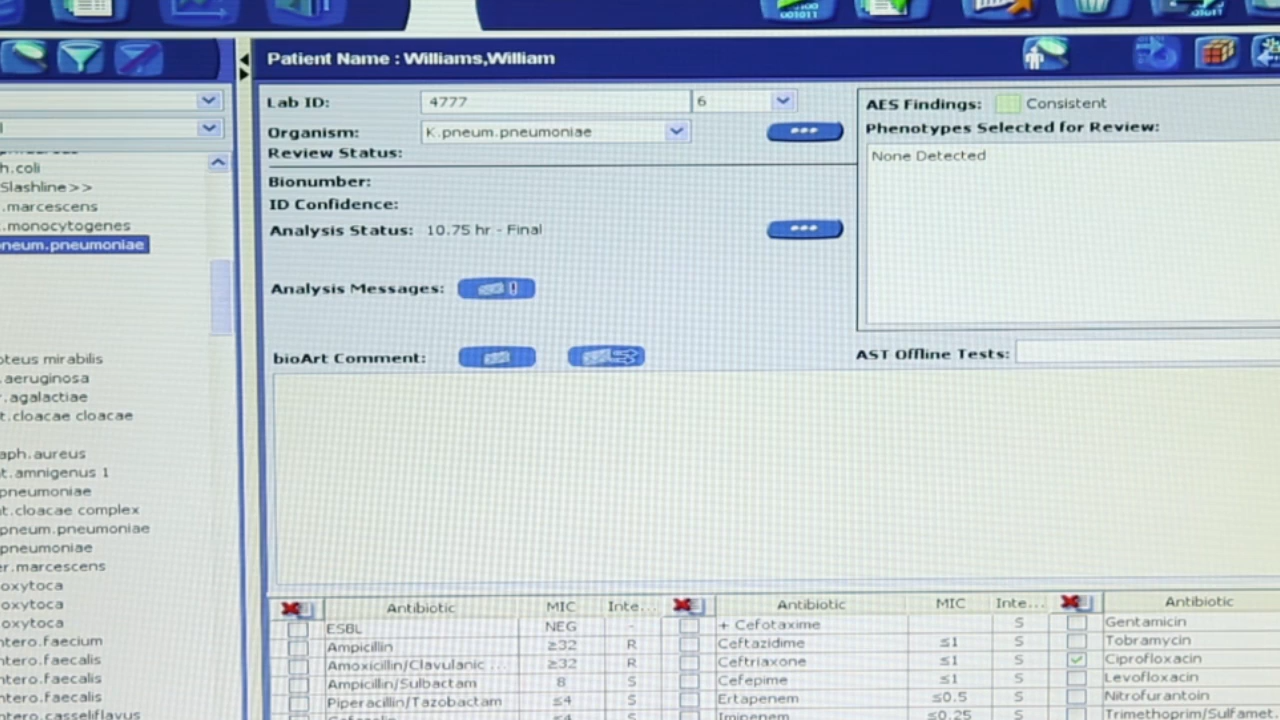 001011
01011
Patient Name : Williams,William
Lab ID: 4777 6
Organism: K.pneum.pneumoniae
Review Status:
Bionumber:
ID Confidence:
Analysis Status: 10.75 hr - Final
Analysis Messages:
bioArt Comment:
AES Findings: Consistent
Phenotypes Selected for Review:
None Detected
AST Offline Tests:
h.coli
Slashline>>
.marcescens
.monocytogenes
neum.pneumoniae
oteus mirabilis
.aeruginosa
.agalactiae
t.cloacae cloacae
aph.aureus
t.amnigenus 1
pneumoniae
t.cloacae complex
pneum.pneumoniae
pneumoniae
er.marcescens
oxytoca
oxytoca
oxytoca
ntero.faecium
ntero.faecalis
ntero.faecalis
ntero.faecalis
ntero.casseliflavus
Antibiotic MIC Inte... Antibiotic MIC Inte... Antibiotic
ESBL NEG - + Cefotaxime S Gentamicin
Ampicillin ≥32 R Ceftazidime ≤1 S Tobramycin
Amoxicillin/Clavulanic ... ≥32 R Ceftriaxone ≤1 S Ciprofloxacin
Ampicillin/Sulbactam 8 S Cefepime ≤1 S Levofloxacin
Piperacillin/Tazobactam ≤4 S Ertapenem ≤0.5 S Nitrofurantoin
≤4 S Imipenem ≤0.25 S Trimethoprim/Sulfamet